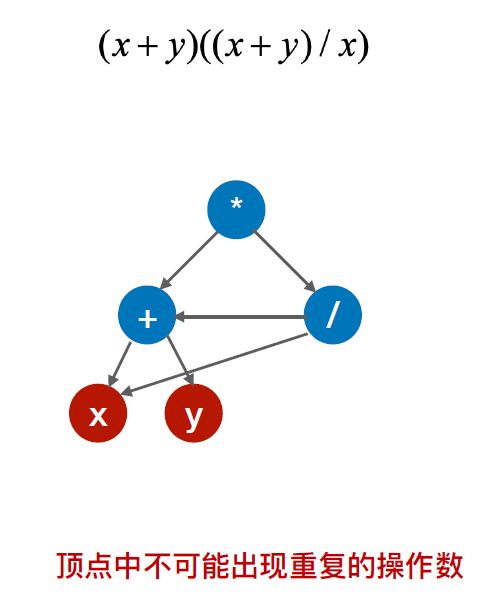 (x + y)((x + y) / x)
*
+ /
x y
顶点中不可能出现重复的操作数